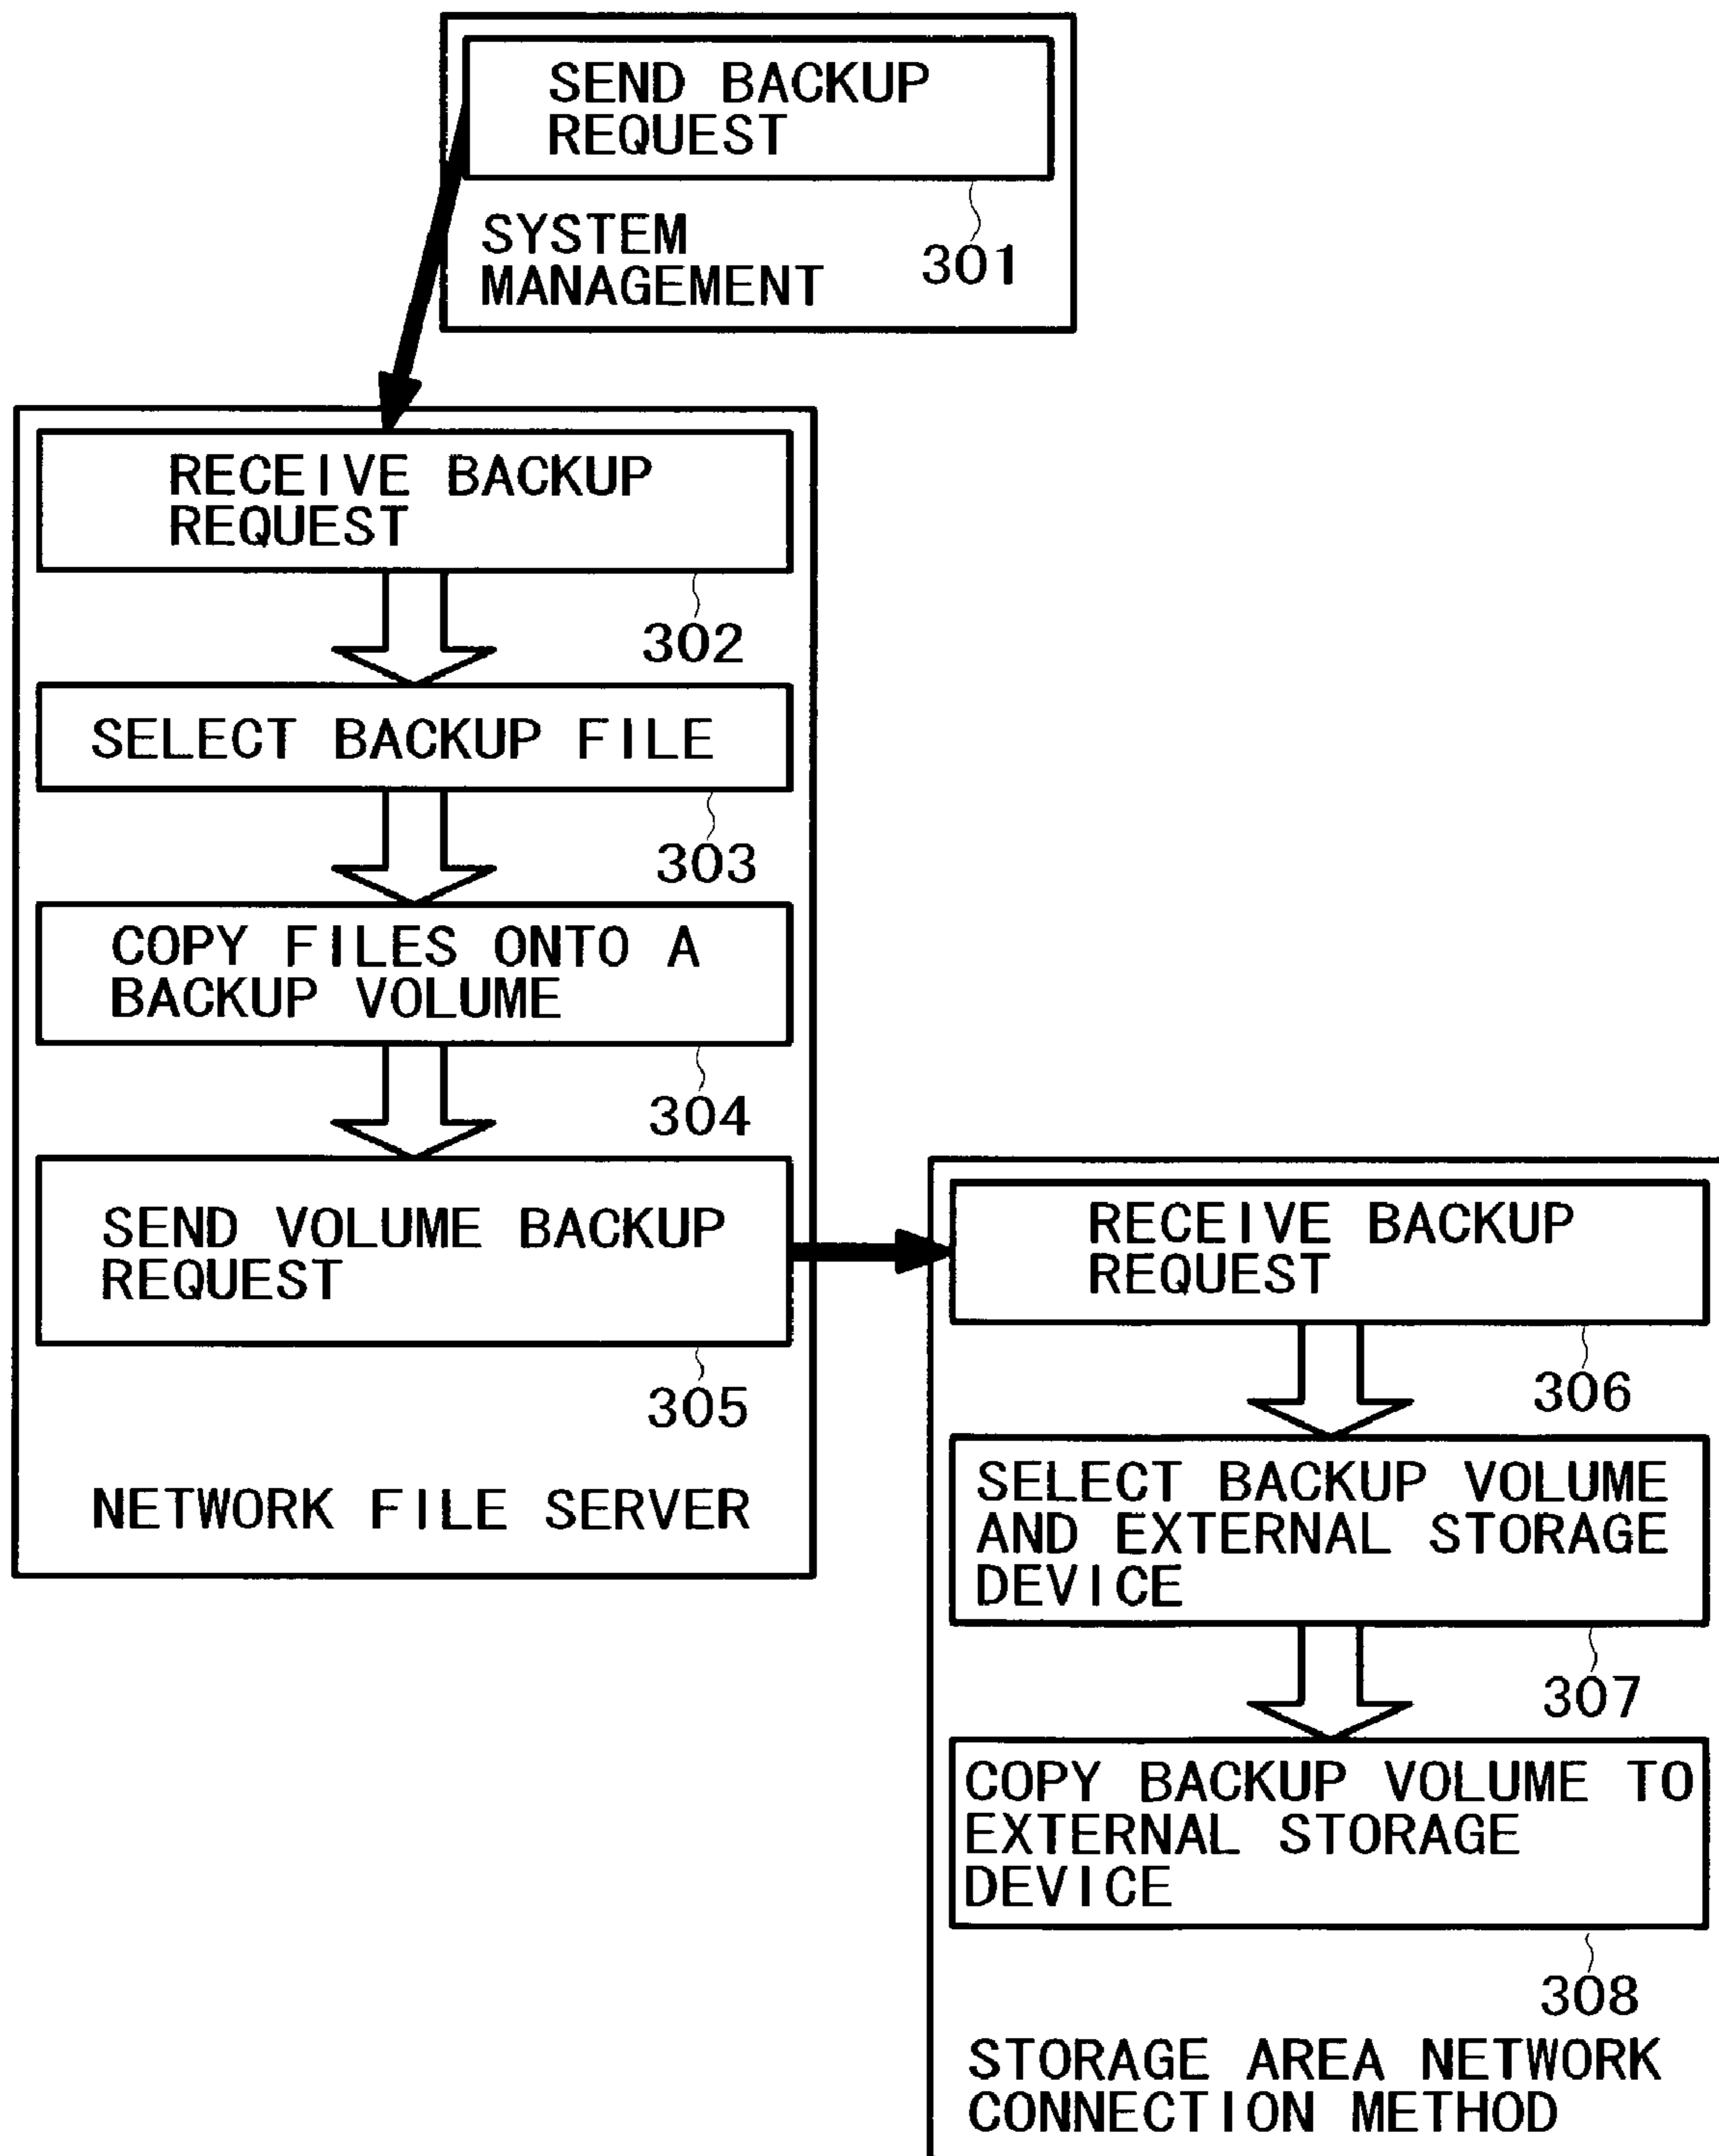 SEND BACKUP
REQUEST
SYSTEM
MANAGEMENT
301
RECEIVE BACKUP
REQUEST
302
SELECT BACKUP FILE
303
COPY FILES ONTO A
BACKUP VOLUME
304
SEND VOLUME BACKUP
REQUEST
305
NETWORK FILE SERVER
RECEIVE BACKUP
REQUEST
306
SELECT BACKUP VOLUME
AND EXTERNAL STORAGE
DEVICE
307
COPY BACKUP VOLUME TO
EXTERNAL STORAGE
DEVICE
308
STORAGE AREA NETWORK
CONNECTION METHOD